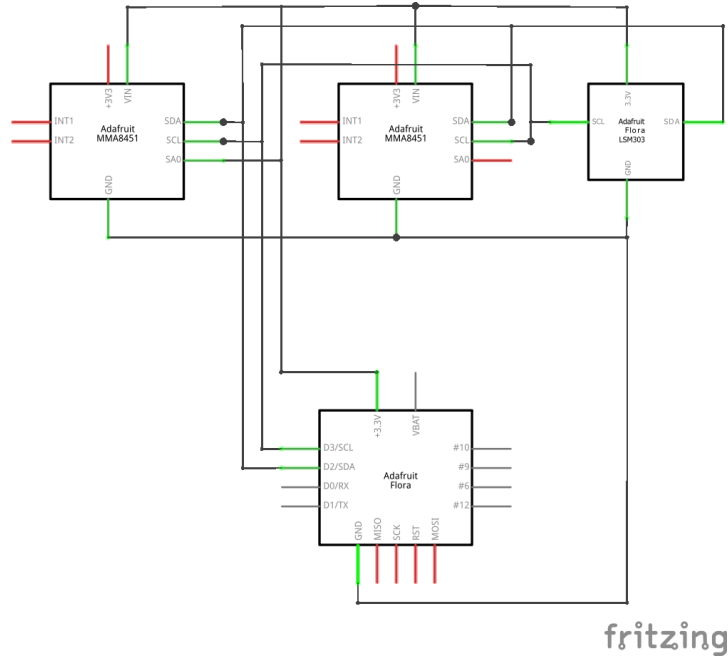 +3V3
VIN
INT1
INT2
Adafruit
MMA8451
SDA
SCL
SA0
GND
+3V3
VIN
INT1
INT2
Adafruit
MMA8451
SDA
SCL
SA0
GND
3.3V
SCL
Adafruit
Flora
LSM303
SDA
GND
+3.3V
VBAT
D3/SCL
D2/SDA
D0/RX
D1/TX
Adafruit
Flora
#10
#9
#6
#12
GND
MISO
SCK
RST
MOSI
fritzing